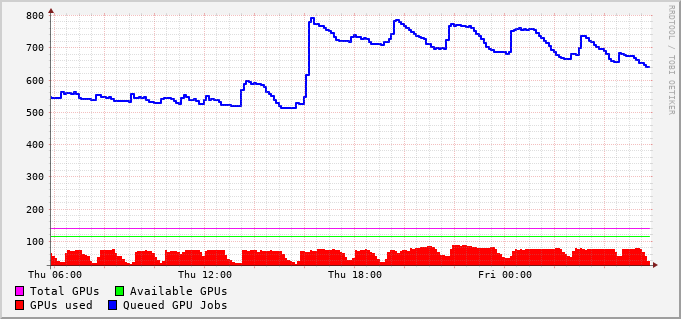 800
700
600
500
400
300
200
100
Thu 06:00 Thu 12:00 Thu 18:00 Fri 00:00
Total GPUs Available GPUs
GPUs used Queued GPU Jobs
RRDTOOL / TOBI OETIKER